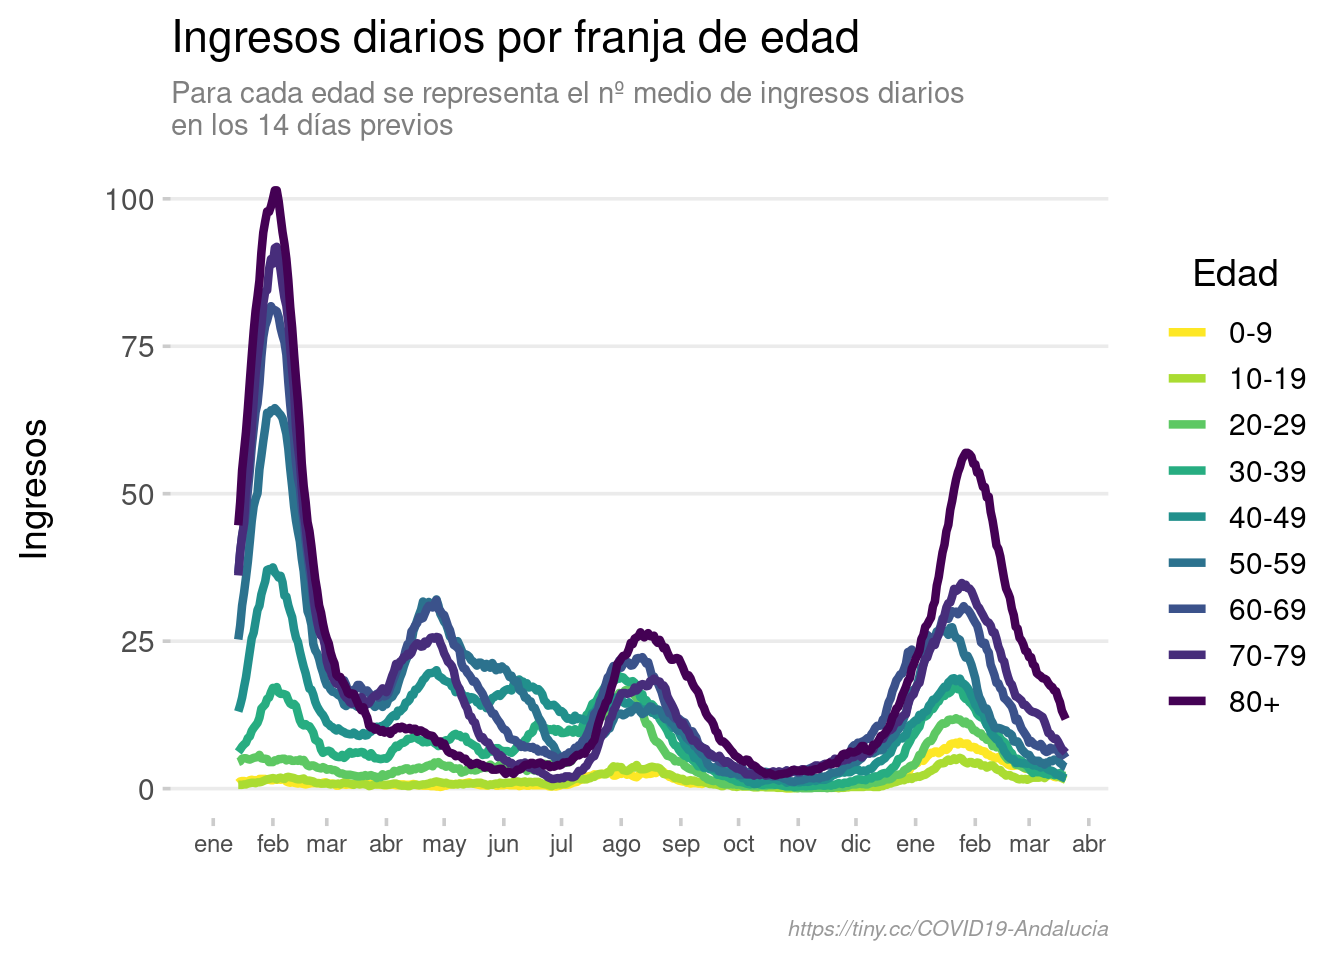 Ingresos diarios por franja de edad
Para cada edad se representa el nº medio de ingresos diarios
en los 14 días previos
Ingresos
100
75
50
25
0
ene feb mar abr may jun jul ago sep oct nov dic ene feb mar abr
Edad
0-9
10-19
20-29
30-39
40-49
50-59
60-69
70-79
80+
https://tiny.cc/COVID19-Andalucia